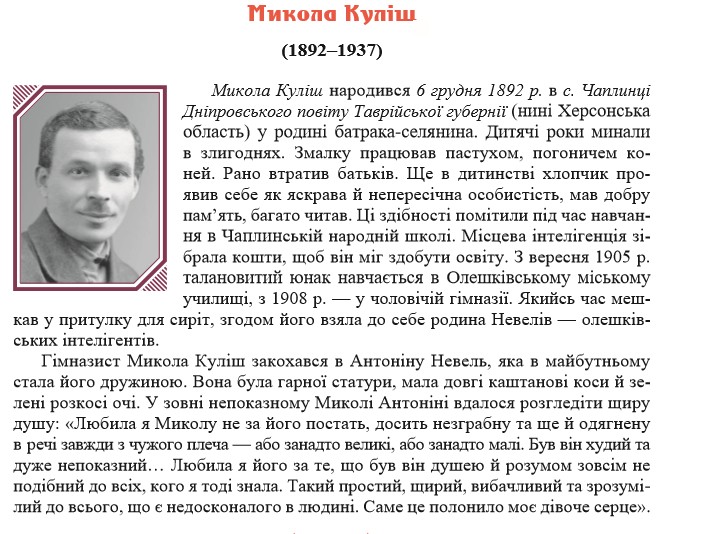 Микола Куліш
(1892–1937)
Микола Куліш народився 6 грудня 1892 р. в с. Чаплинці
Дніпровського повіту Таврійської губернії (нині Херсонська
область) у родині батрака-селянина. Дитячі роки минали
в злигоднях. Змалку працював пастухом, погоничем ко-
ней. Рано втратив батьків. Ще в дитинстві хлопчик про-
явив себе як яскрава й непересічна особистість, мав добру
пам’ять, багато читав. Ці здібності помітили під час навчан-
ня в Чаплинській народній школі. Місцева інтелігенція зі-
брала кошти, щоб він міг здобути освіту. З вересня 1905 р.
талановитий юнак навчається в Олешківському міському
училищі, з 1908 р. — у чоловічій гімназії. Якийсь час меш-
кав у притулку для сиріт, згодом його взяла до себе родина Невелів — олешків-
ських інтелігентів.
Гімназист Микола Куліш закохався в Антоніну Невель, яка в майбутньому
стала його дружиною. Вона була гарної статури, мала довгі каштанові коси й зе-
лені розкосі очі. У зовні непоказному Миколі Антоніні вдалося розгледіти щиру
душу: «Любила я Миколу не за його постать, досить незграбну та ще й одягнену
в речі завжди з чужого плеча — або занадто великі, або занадто малі. Був він худий та
дуже непоказний… Любила я його за те, що був він душею й розумом зовсім не
подібний до всіх, кого я тоді знала. Такий простий, щирий, вибачливий та зрозумі-
лий до всього, що є недосконалого в людині. Саме це полонило моє дівоче серце».